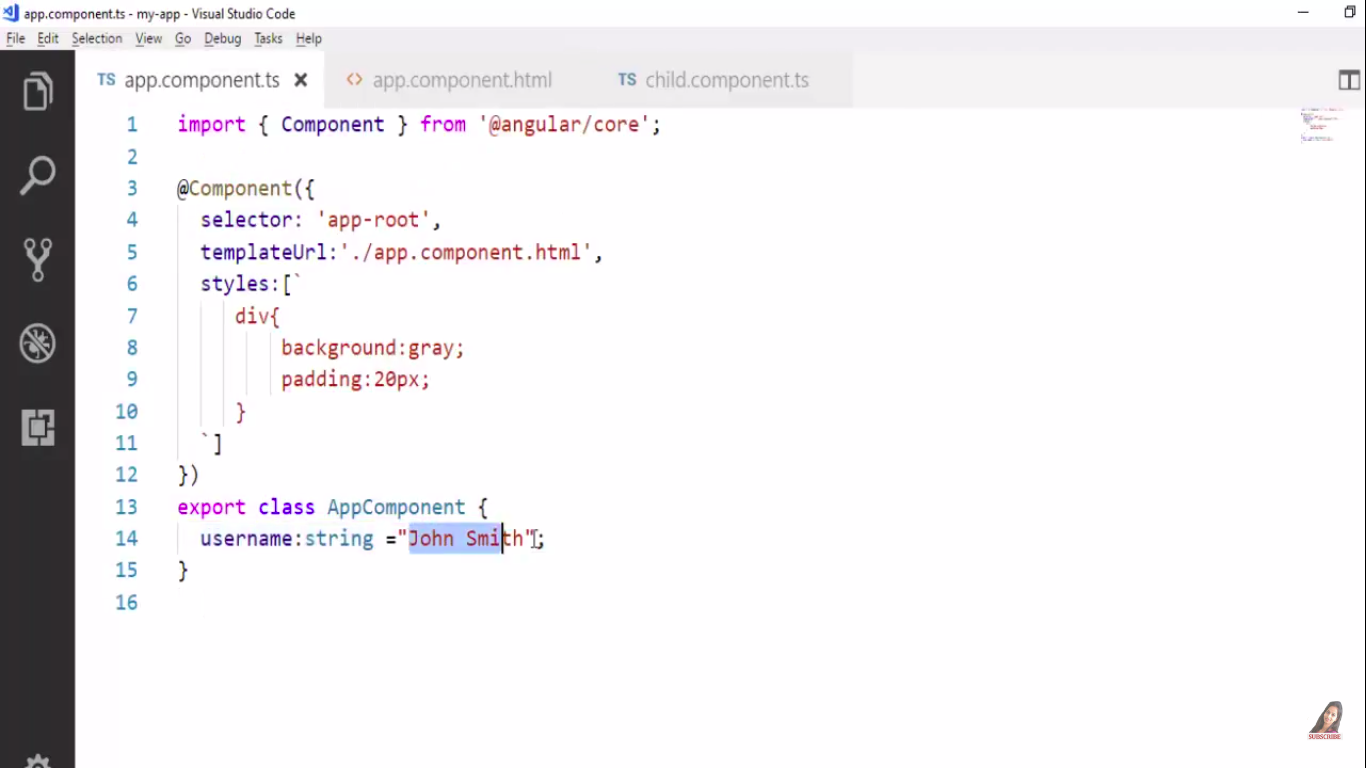 app.component.ts - my-app - Visual Studio Code
File Edit Selection View Go Debug Tasks Help
TS app.component.ts × <> app.component.html TS child.component.ts
1 import { Component } from '@angular/core';
2
3 @Component({
4 selector: 'app-root',
5 templateUrl:'./app.component.html',
6 styles:[`
7 div{
8 background:gray;
9 padding:20px;
10 }
11 `]
12 })
13 export class AppComponent {
14 username:string ="John Smith";
15 }
16
SUBSCRIBE